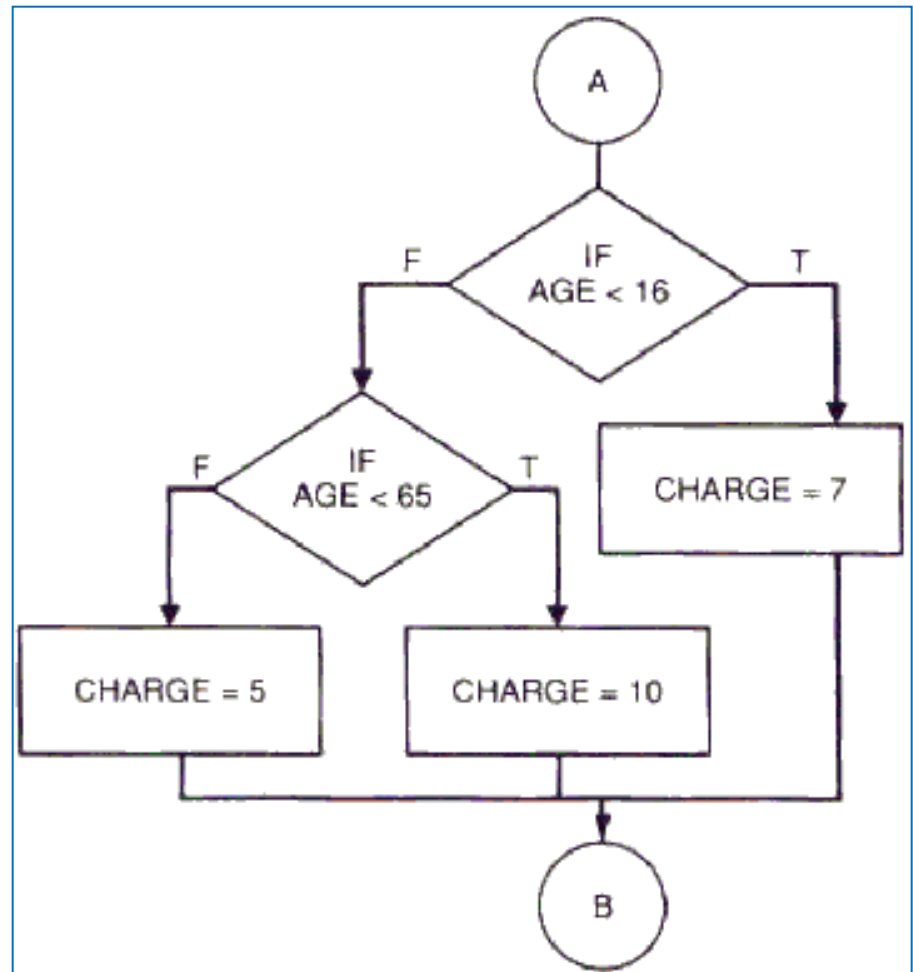 A
IF
AGE < 16
F
T
IF
AGE < 65
F
T
CHARGE = 7
CHARGE = 5
CHARGE = 10
B